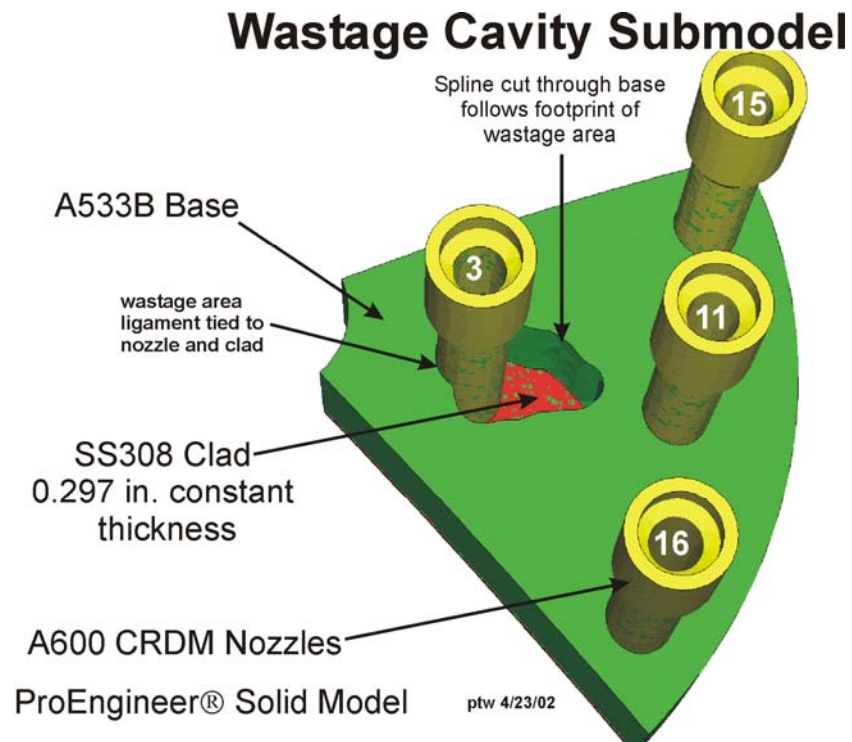 Wastage Cavity Submodel
Spline cut through base
follows footprint of
wastage area
15
A533B Base
3
wastage area
ligament tied to
nozzle and clad
11
SS308 Clad
0.297 in. constant
thickness
16
A600 CRDM Nozzles
ProEngineer® Solid Model
ptw 4/23/02